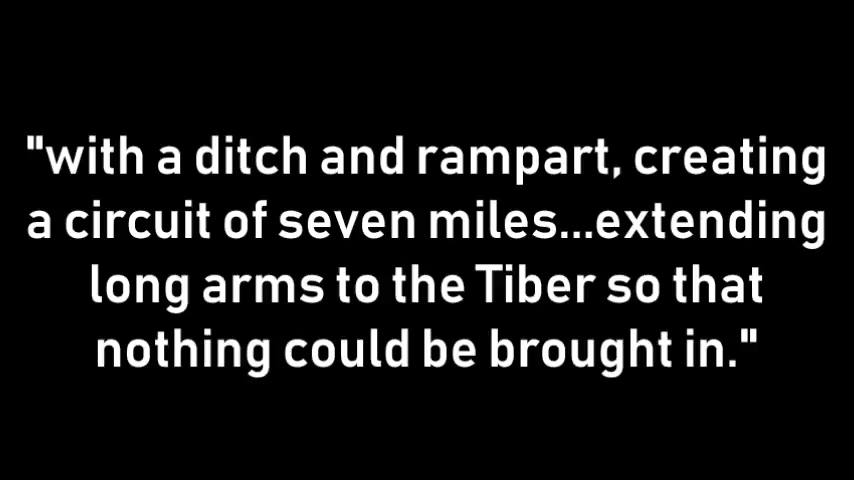 "with a ditch and rampart, creating
a circuit of seven miles...extending
long arms to the Tiber so that
nothing could be brought in."